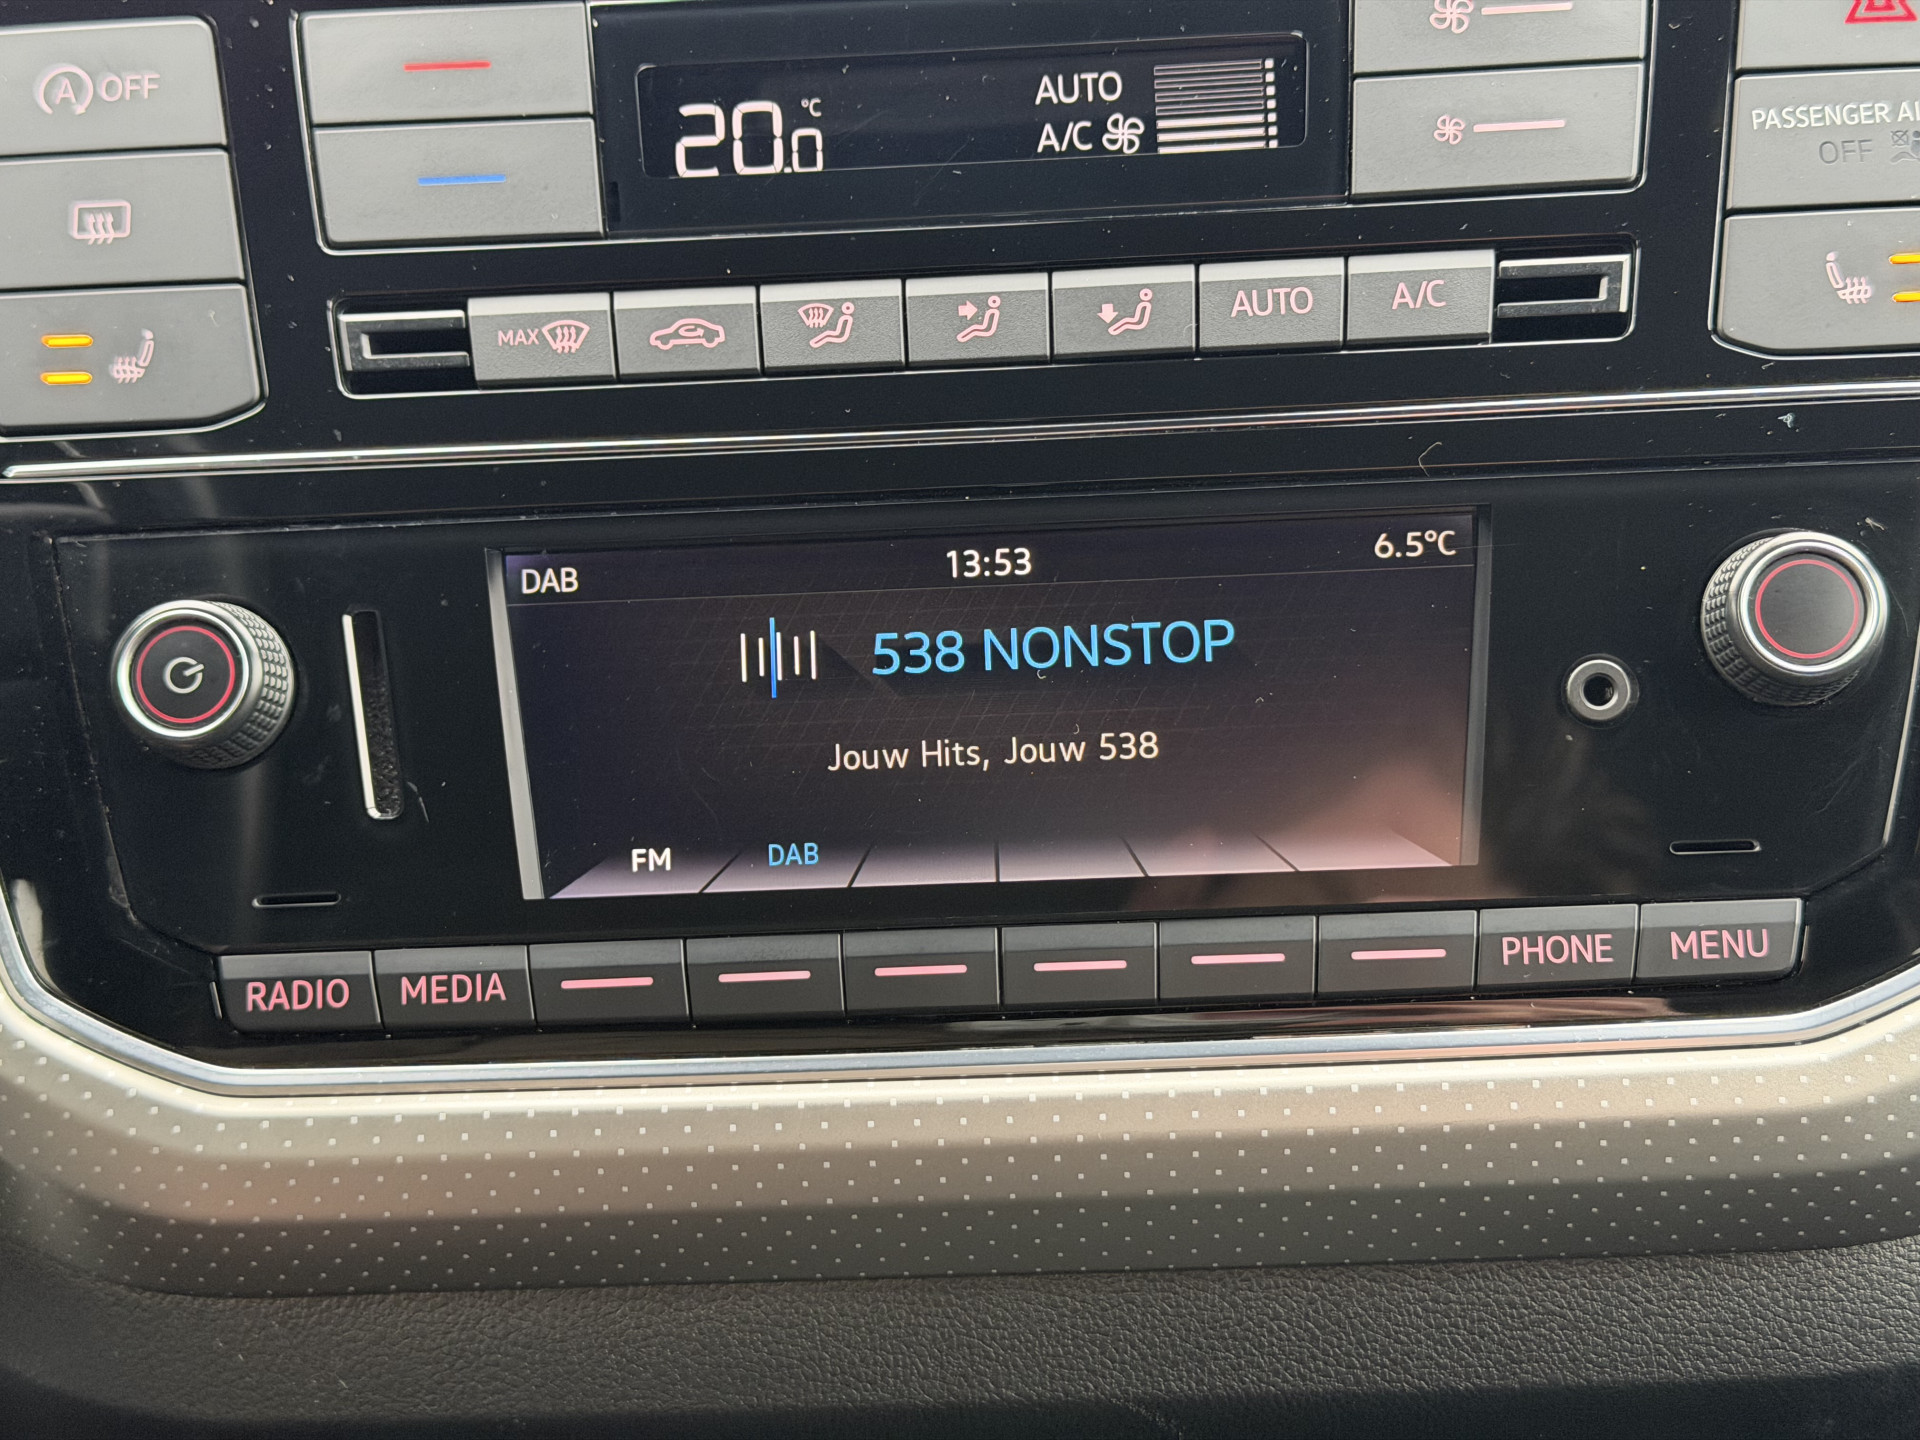 A OFF
20.0 °C
AUTO
A/C
PASSENGER AI
OFF
MAX
AUTO
A/C
DAB
13:53
6.5°C
538 NONSTOP
Jouw Hits, Jouw 538
FM
DAB
RADIO
MEDIA
PHONE
MENU